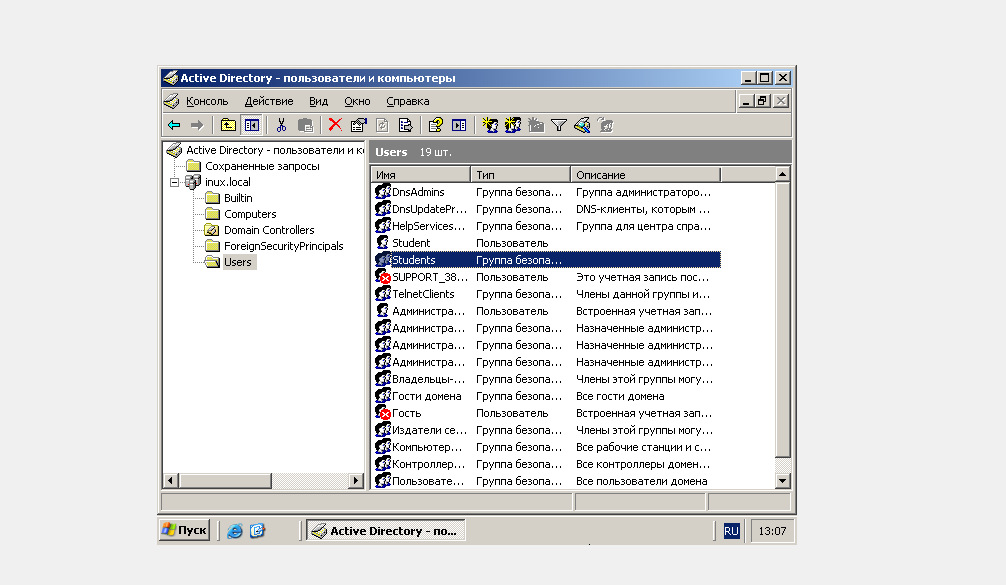 Active Directory - пользователи и компьютеры
Консоль Действие Вид Окно Справка
Active Directory - пользователи и к
Сохраненные запросы
inux.local
Builtin
Computers
Domain Controllers
ForeignSecurityPrincipals
Users
Users 19 шт.
Имя Тип Описание
DnsAdmins Группа безопа... Группа администраторо...
DnsUpdatePr... Группа безопа... DNS-клиенты, которым ...
HelpServices... Группа безопа... Группа для центра спра...
Student Пользователь
Students Группа безопа...
SUPPORT_38... Пользователь Это учетная запись пос...
TelnetClients Группа безопа... Члены данной группы и...
Администра... Пользователь Встроенная учетная зап...
Администра... Группа безопа... Назначенные администр...
Администра... Группа безопа... Назначенные администр...
Администра... Группа безопа... Назначенные администр...
Владельцы-... Группа безопа... Члены этой группы могу...
Гости домена Группа безопа... Все гости домена
Гость Пользователь Встроенная учетная зап...
Издатели се... Группа безопа... Члены этой группы могу...
Компьютер... Группа безопа... Все рабочие станции и с...
Контроллер... Группа безопа... Все контроллеры домен...
Пользовате... Группа безопа... Все пользователи домена
Пуск Active Directory - по... RU 13:07